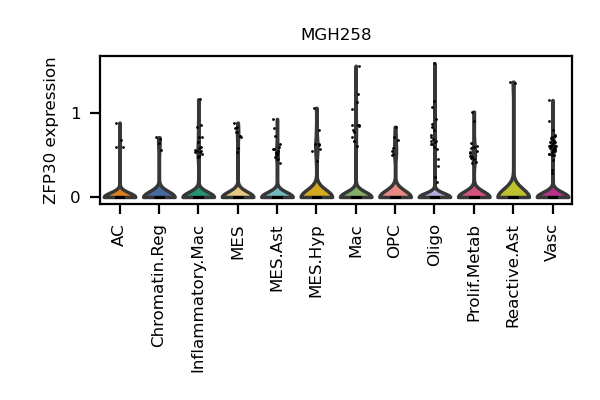 MGH258
ZFP30 expression
1
0
AC
Chromatin.Reg
Inflammatory.Mac
MES
MES.Ast
MES.Hyp
Mac
OPC
Oligo
Prolif.Metab
Reactive.Ast
Vasc